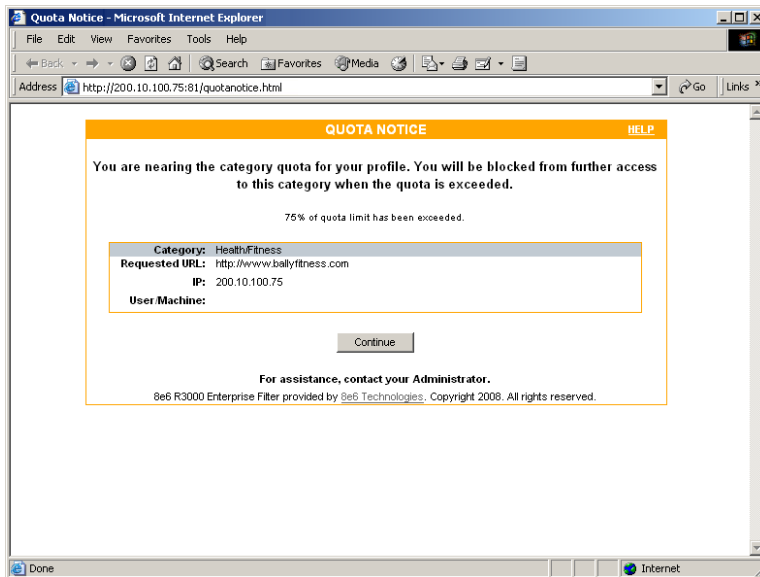 Quota Notice - Microsoft Internet Explorer
File Edit View Favorites Tools Help
Back Search Favorites Media
Address http://200.10.100.75:81/quotanotice.html Go Links »
QUOTA NOTICE HELP
You are nearing the category quota for your profile. You will be blocked from further access
to this category when the quota is exceeded.
75% of quota limit has been exceeded.
Category: Health/Fitness
Requested URL: http://www.ballyfitness.com
IP: 200.10.100.75
User/Machine:
Continue
For assistance, contact your Administrator.
8e6 R3000 Enterprise Filter provided by 8e6 Technologies. Copyright 2008. All rights reserved.
Done Internet